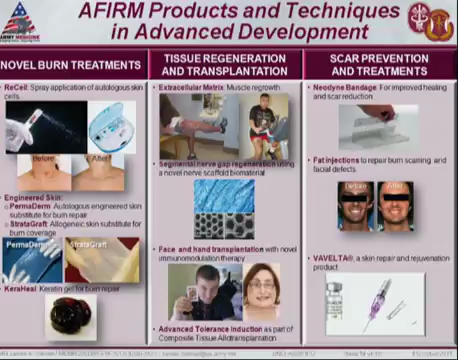 AFIRM Products and Techniques
in Advanced Development
ARMY MEDICINE
NOVEL BURN TREATMENTS
ReCell: Spray application of autologous skin
cells.
Before
After
Engineered Skin:
PermaDerm: Autologous engineered skin
substitute for burn repair
StrataGraft: Allogeneic skin substitute for
burn coverage
PermaDerm
StrataGraft
KeraHeal: Keratin gel for burn repair
TISSUE REGENERATION
AND TRANSPLANTATION
Extracellular Matrix: Muscle regrowth.
Segmental nerve gap regeneration using
a novel nerve scaffold biomaterial
Face and hand transplantation with novel
immunomodulation therapy
Advanced Tolerance Induction as part of
Composite Tissue Allotransplantation
SCAR PREVENTION
AND TREATMENTS
Neodyne Bandage: For improved healing
and scar reduction
Fat injections to repair burn scarring and
facial defects.
Before
After
VAVELTA®, a skin repair and rejuvenation
product